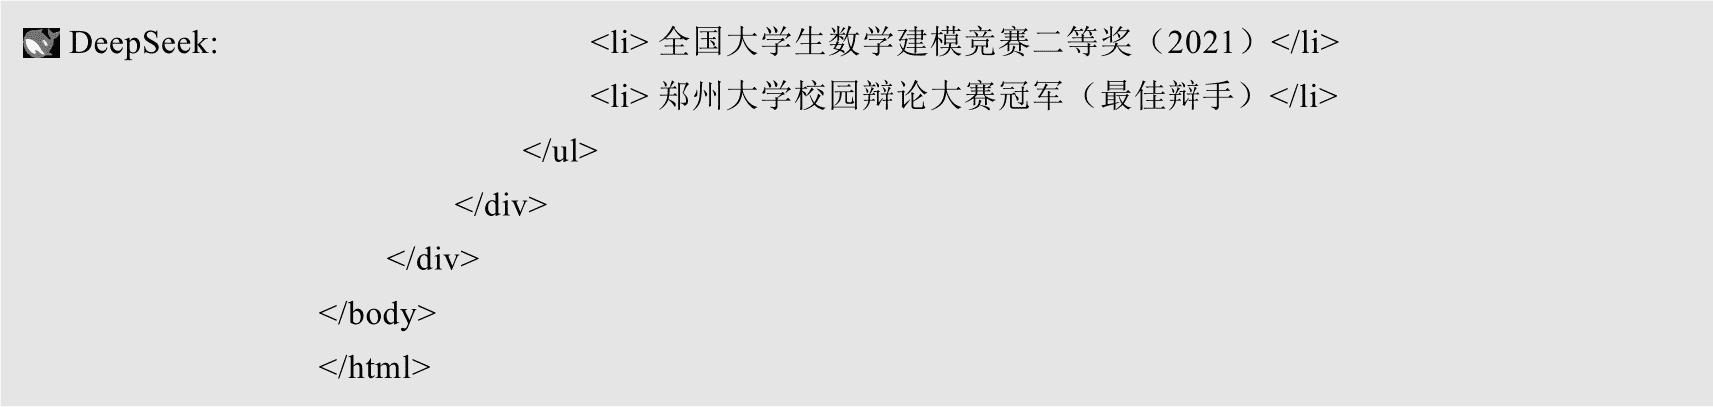 DeepSeek: <li> 全国大学生数学建模竞赛二等奖（2021）</li>
<li> 郑州大学校园辩论大赛冠军（最佳辩手）</li>
</ul>
</div>
</div>
</body>
</html>